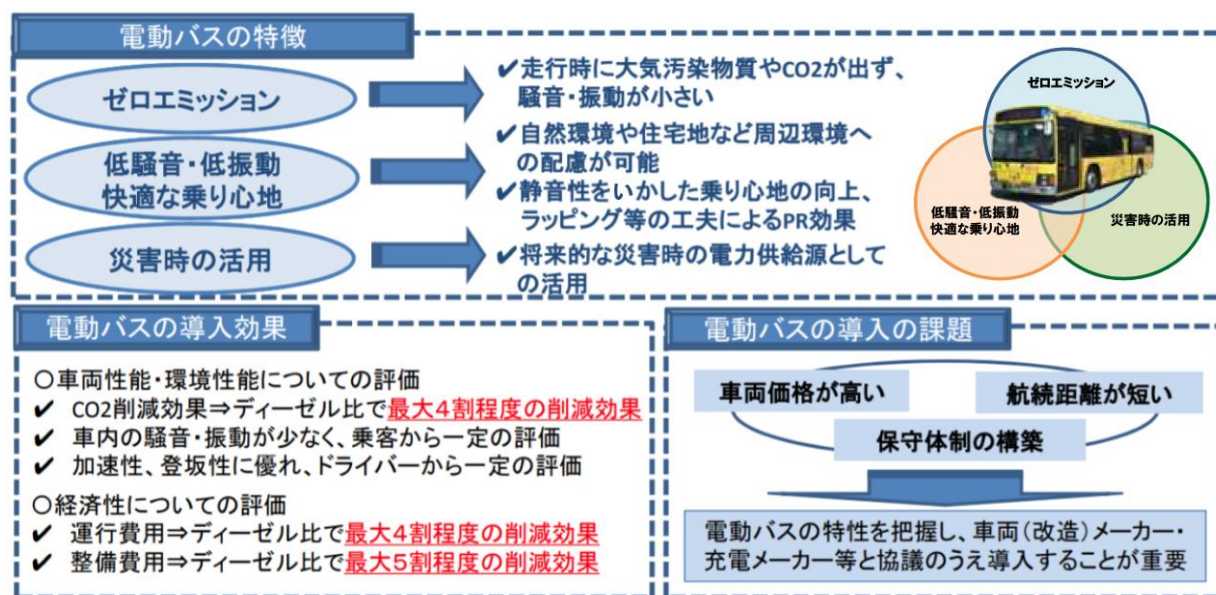 電動バスの特徴
ゼロエミッション
✔走行時に大気汚染物質やCO2が出ず、
騒音・振動が小さい
低騒音・低振動
快適な乗り心地
✔自然環境や住宅地など周辺環境へ
の配慮が可能
✔静音性をいかした乗り心地の向上、
ラッピング等の工夫によるPR効果
災害時の活用
✔将来的な災害時の電力供給源として
の活用
ゼロエミッション
低騒音・低振動
快適な乗り心地
災害時の活用
電動バスの導入効果
○車両性能・環境性能についての評価
✔ CO2削減効果⇒ディーゼル比で最大4割程度の削減効果
✔ 車内の騒音・振動が少なく、乗客から一定の評価
✔ 加速性、登坂性に優れ、ドライバーから一定の評価
○経済性についての評価
✔ 運行費用⇒ディーゼル比で最大4割程度の削減効果
✔ 整備費用⇒ディーゼル比で最大5割程度の削減効果
電動バスの導入の課題
車両価格が高い
航続距離が短い
保守体制の構築
電動バスの特性を把握し、車両(改造)メーカー・
充電メーカー等と協議のうえ導入することが重要